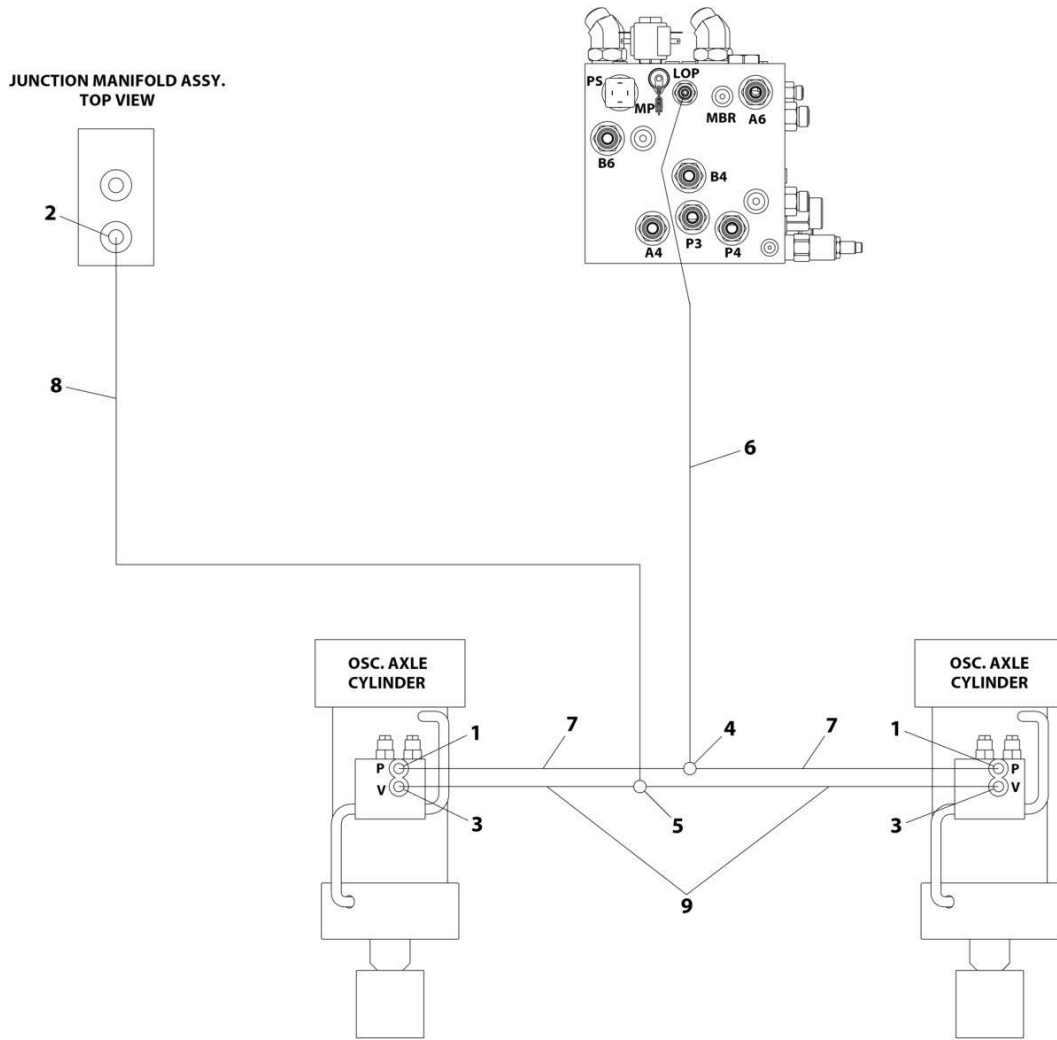 JUNCTION MANIFOLD ASSY.
TOP VIEW
PS
LOP
MP
MBR
A6
B6
B4
2
A4
P3
P4
8
6
OSC. AXLE
CYLINDER
OSC. AXLE
CYLINDER
1
7
4
7
1
P
P
V
V
3
5
3
9